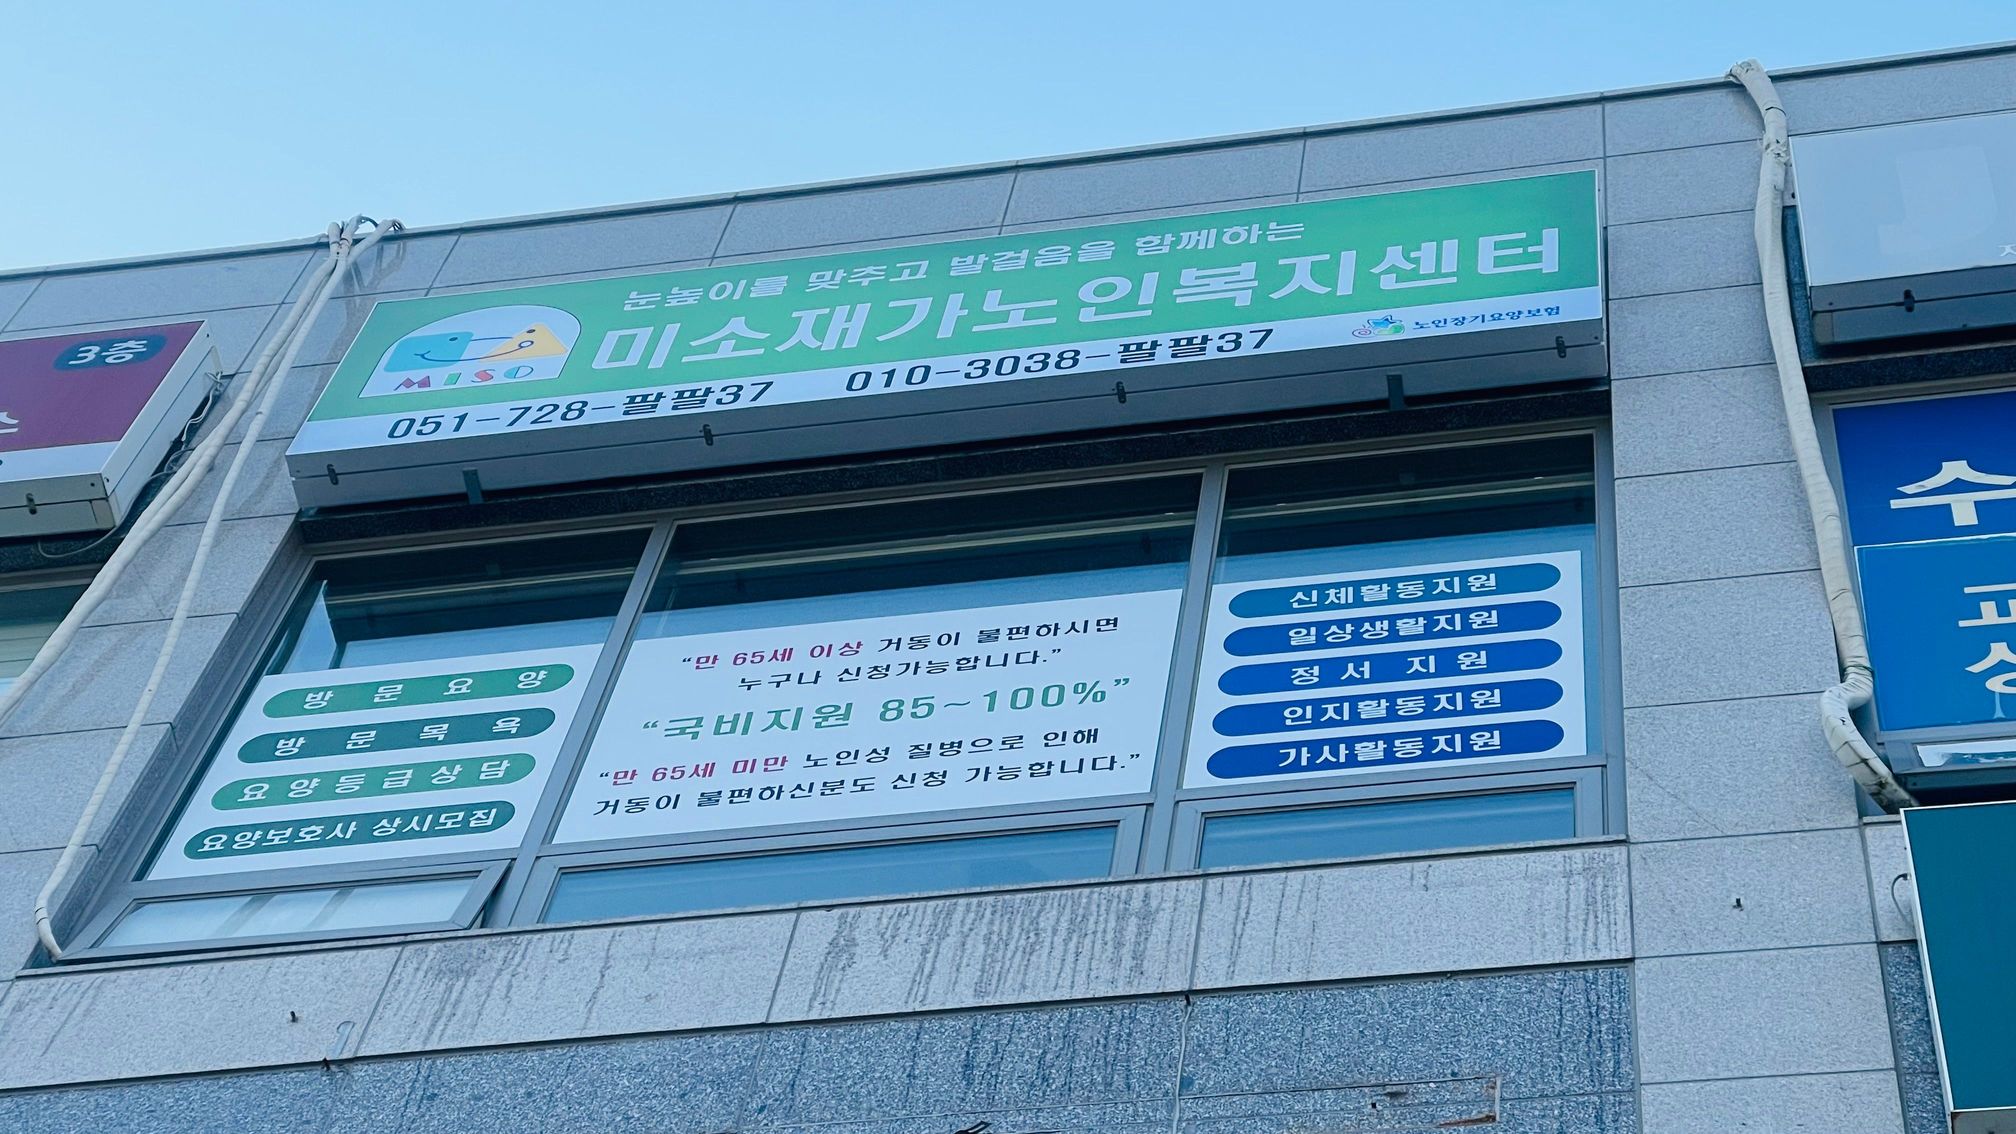 3층
눈높이를 맞추고 발걸음을 함께하는
미소재가노인복지센터
MISO
051-728-팔팔37 010-3038-팔팔37
노인장기요양보험
방문요양
방문목욕
요양등급상담
요양보호사 상시모집
“만 65세 이상 거동이 불편하시면
누구나 신청가능합니다.”
“국비지원 85~100%”
“만 65세 미만 노인성 질병으로 인해
거동이 불편하신분도 신청 가능합니다.”
신체활동지원
일상생활지원
정서 지원
인지활동지원
가사활동지원
수
교